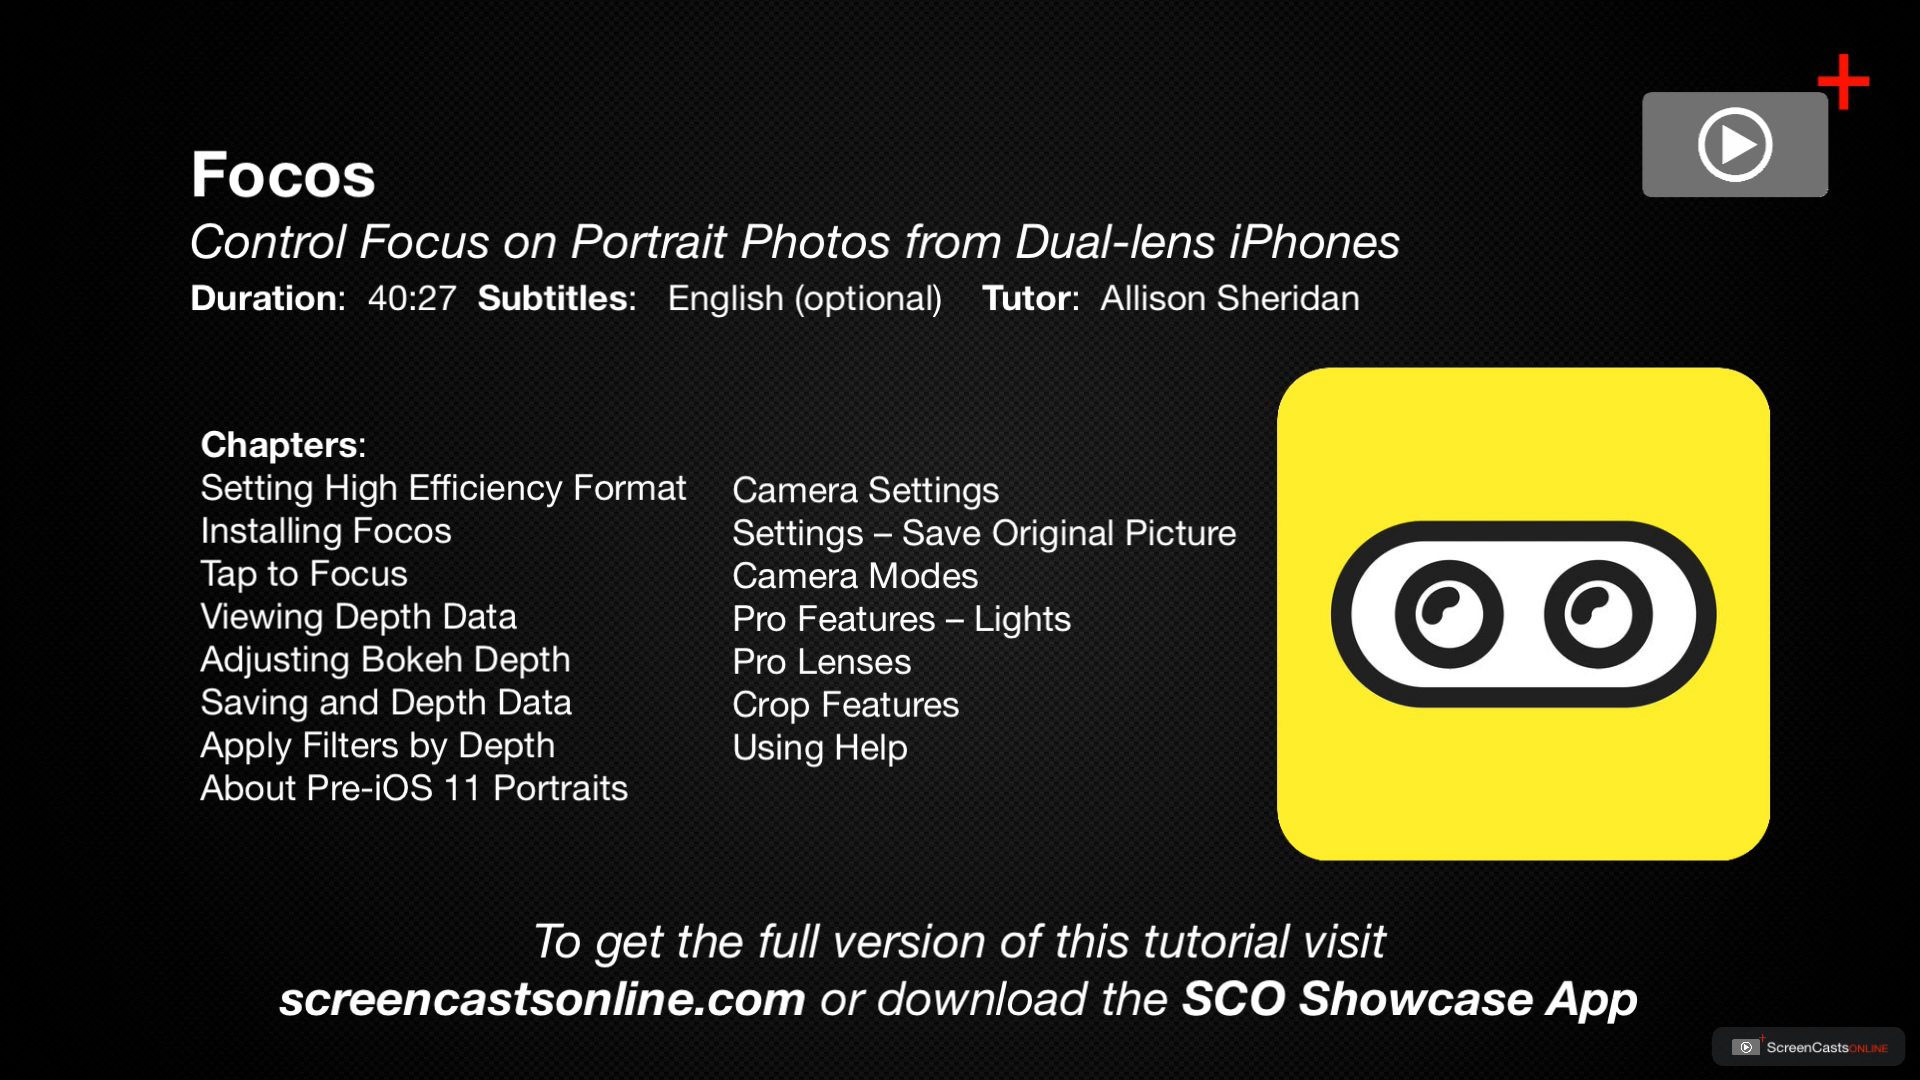 Focos
Control Focus on Portrait Photos from Dual-lens iPhones
Duration: 40:27 Subtitles: English (optional) Tutor: Allison Sheridan
Chapters:
Setting High Efficiency Format
Installing Focos
Tap to Focus
Viewing Depth Data
Adjusting Bokeh Depth
Saving and Depth Data
Apply Filters by Depth
About Pre-iOS 11 Portraits
Camera Settings
Settings – Save Original Picture
Camera Modes
Pro Features – Lights
Pro Lenses
Crop Features
Using Help
To get the full version of this tutorial visit
screencastsonline.com or download the SCO Showcase App
ScreenCastsONLINE